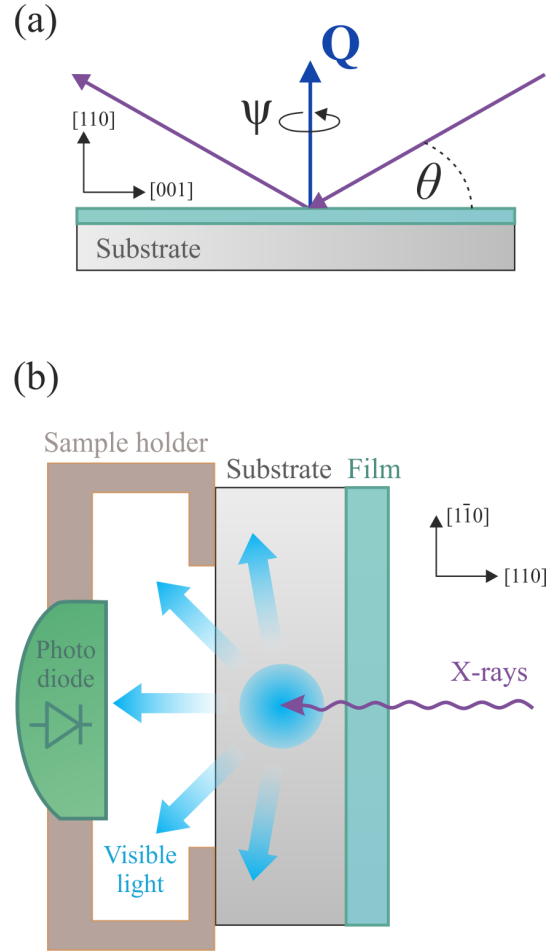 (a)
Q
[110]
ψ
θ
[001]
Substrate
(b)
Sample holder
Substrate
Film
[11̄0]
[110]
Photo
diode
X-rays
Visible
light